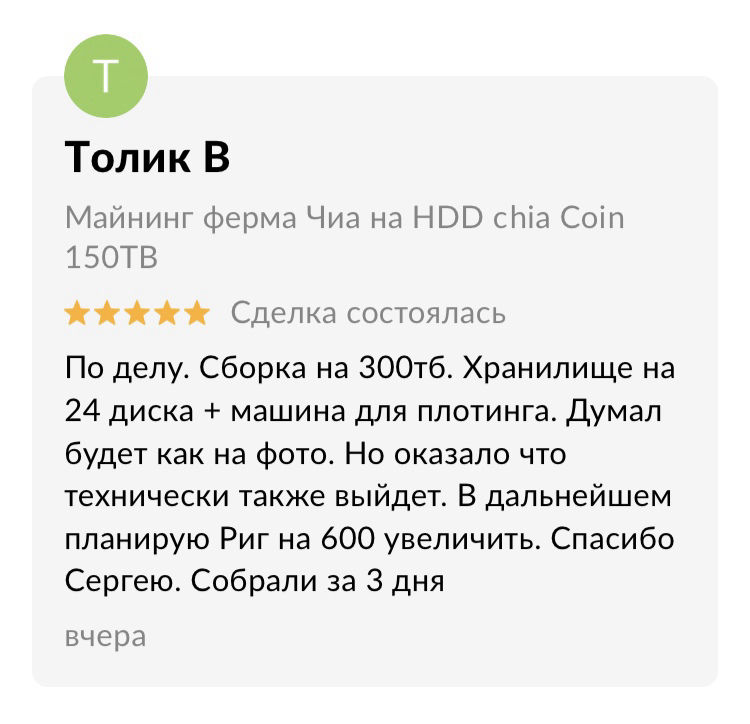 Т
Толик В
Майнинг ферма Чиа на HDD chia Coin
150TB
Сделка состоялась
По делу. Сборка на 300тб. Хранилище на
24 диска + машина для плотинга. Думал
будет как на фото. Но оказало что
технически также выйдет. В дальнейшем
планирую Риг на 600 увеличить. Спасибо
Сергею. Собрали за 3 дня
вчера